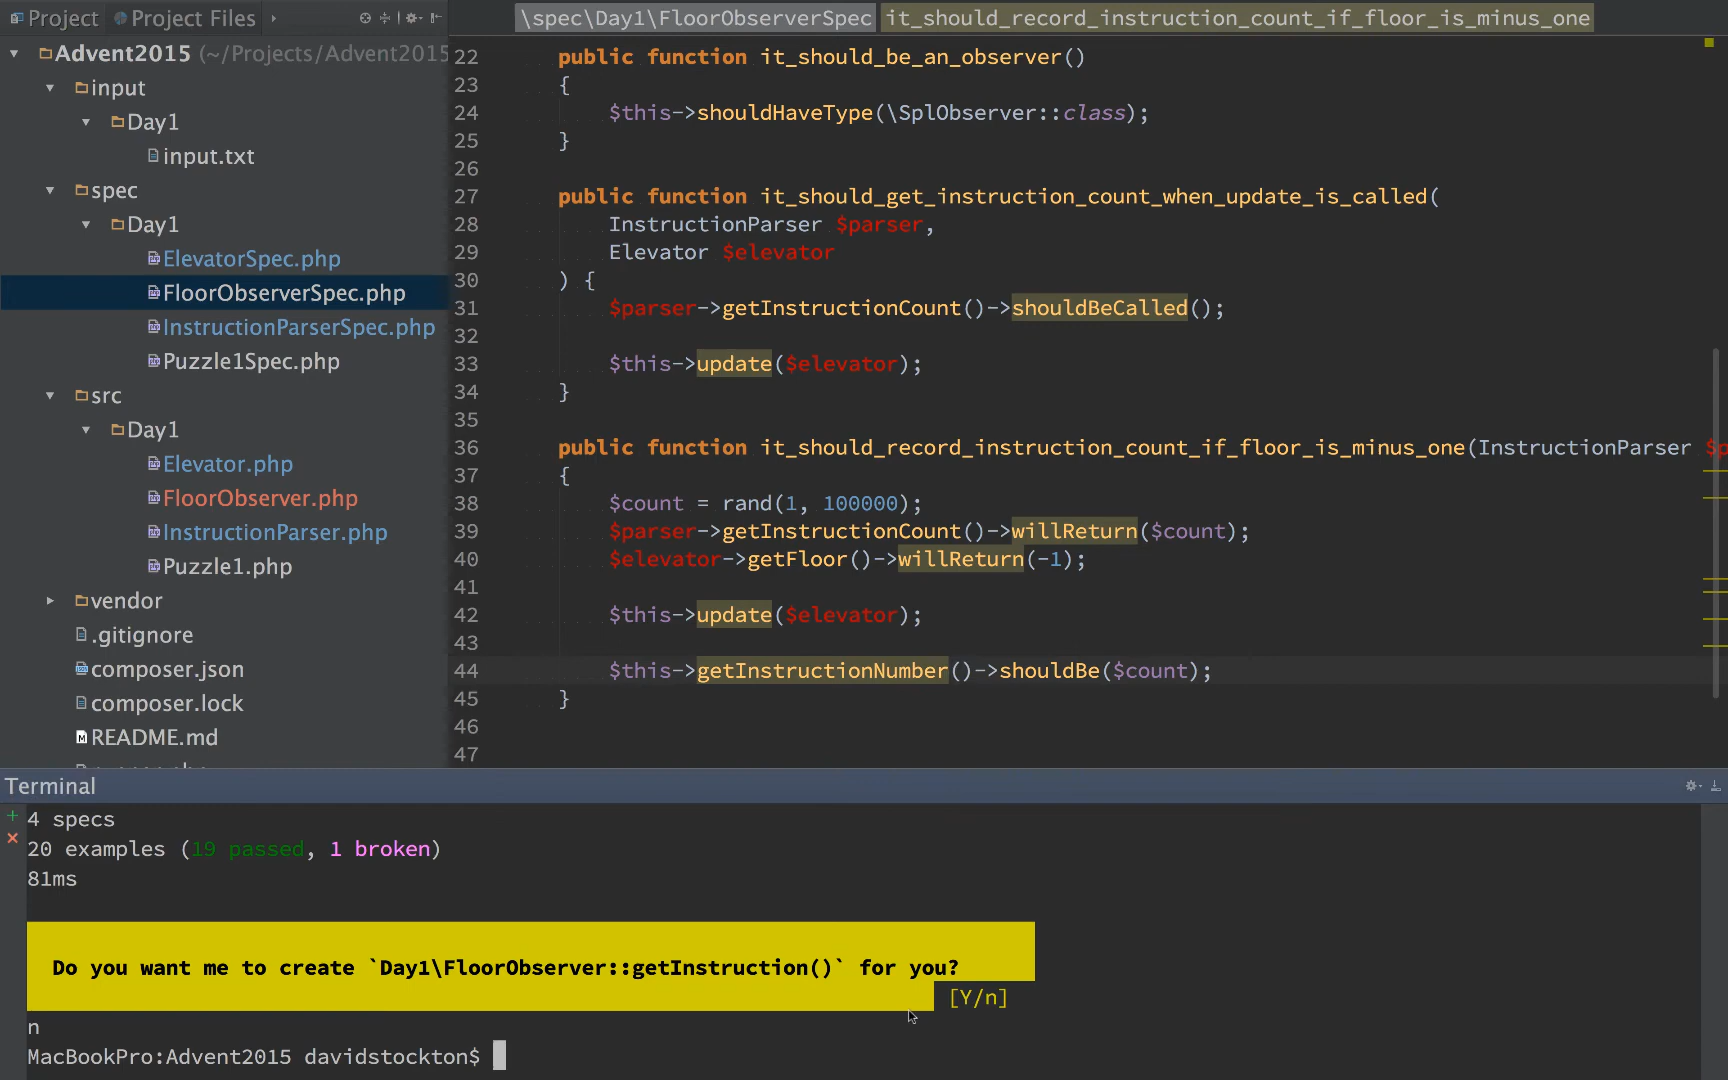 Project Project Files
\spec\Day1\FloorObserverSpec it_should_record_instruction_count_if_floor_is_minus_one
Advent2015 (~/Projects/Advent2015
input
Day1
input.txt
spec
Day1
ElevatorSpec.php
FloorObserverSpec.php
InstructionParserSpec.php
Puzzle1Spec.php
src
Day1
Elevator.php
FloorObserver.php
InstructionParser.php
Puzzle1.php
vendor
.gitignore
composer.json
composer.lock
README.md
22 public function it_should_be_an_observer()
23 {
24 $this->shouldHaveType(\SplObserver::class);
25 }
26
27 public function it_should_get_instruction_count_when_update_is_called(
28 InstructionParser $parser,
29 Elevator $elevator
30 ) {
31 $parser->getInstructionCount()->shouldBeCalled();
32
33 $this->update($elevator);
34 }
35
36 public function it_should_record_instruction_count_if_floor_is_minus_one(InstructionParser $p
37 {
38 $count = rand(1, 100000);
39 $parser->getInstructionCount()->willReturn($count);
40 $elevator->getFloor()->willReturn(-1);
41
42 $this->update($elevator);
43
44 $this->getInstructionNumber()->shouldBe($count);
45 }
46
47
Terminal
4 specs
20 examples (19 passed, 1 broken)
81ms
Do you want me to create `Day1\FloorObserver::getInstruction()` for you?
[Y/n]
n
MacBookPro:Advent2015 davidstockton$